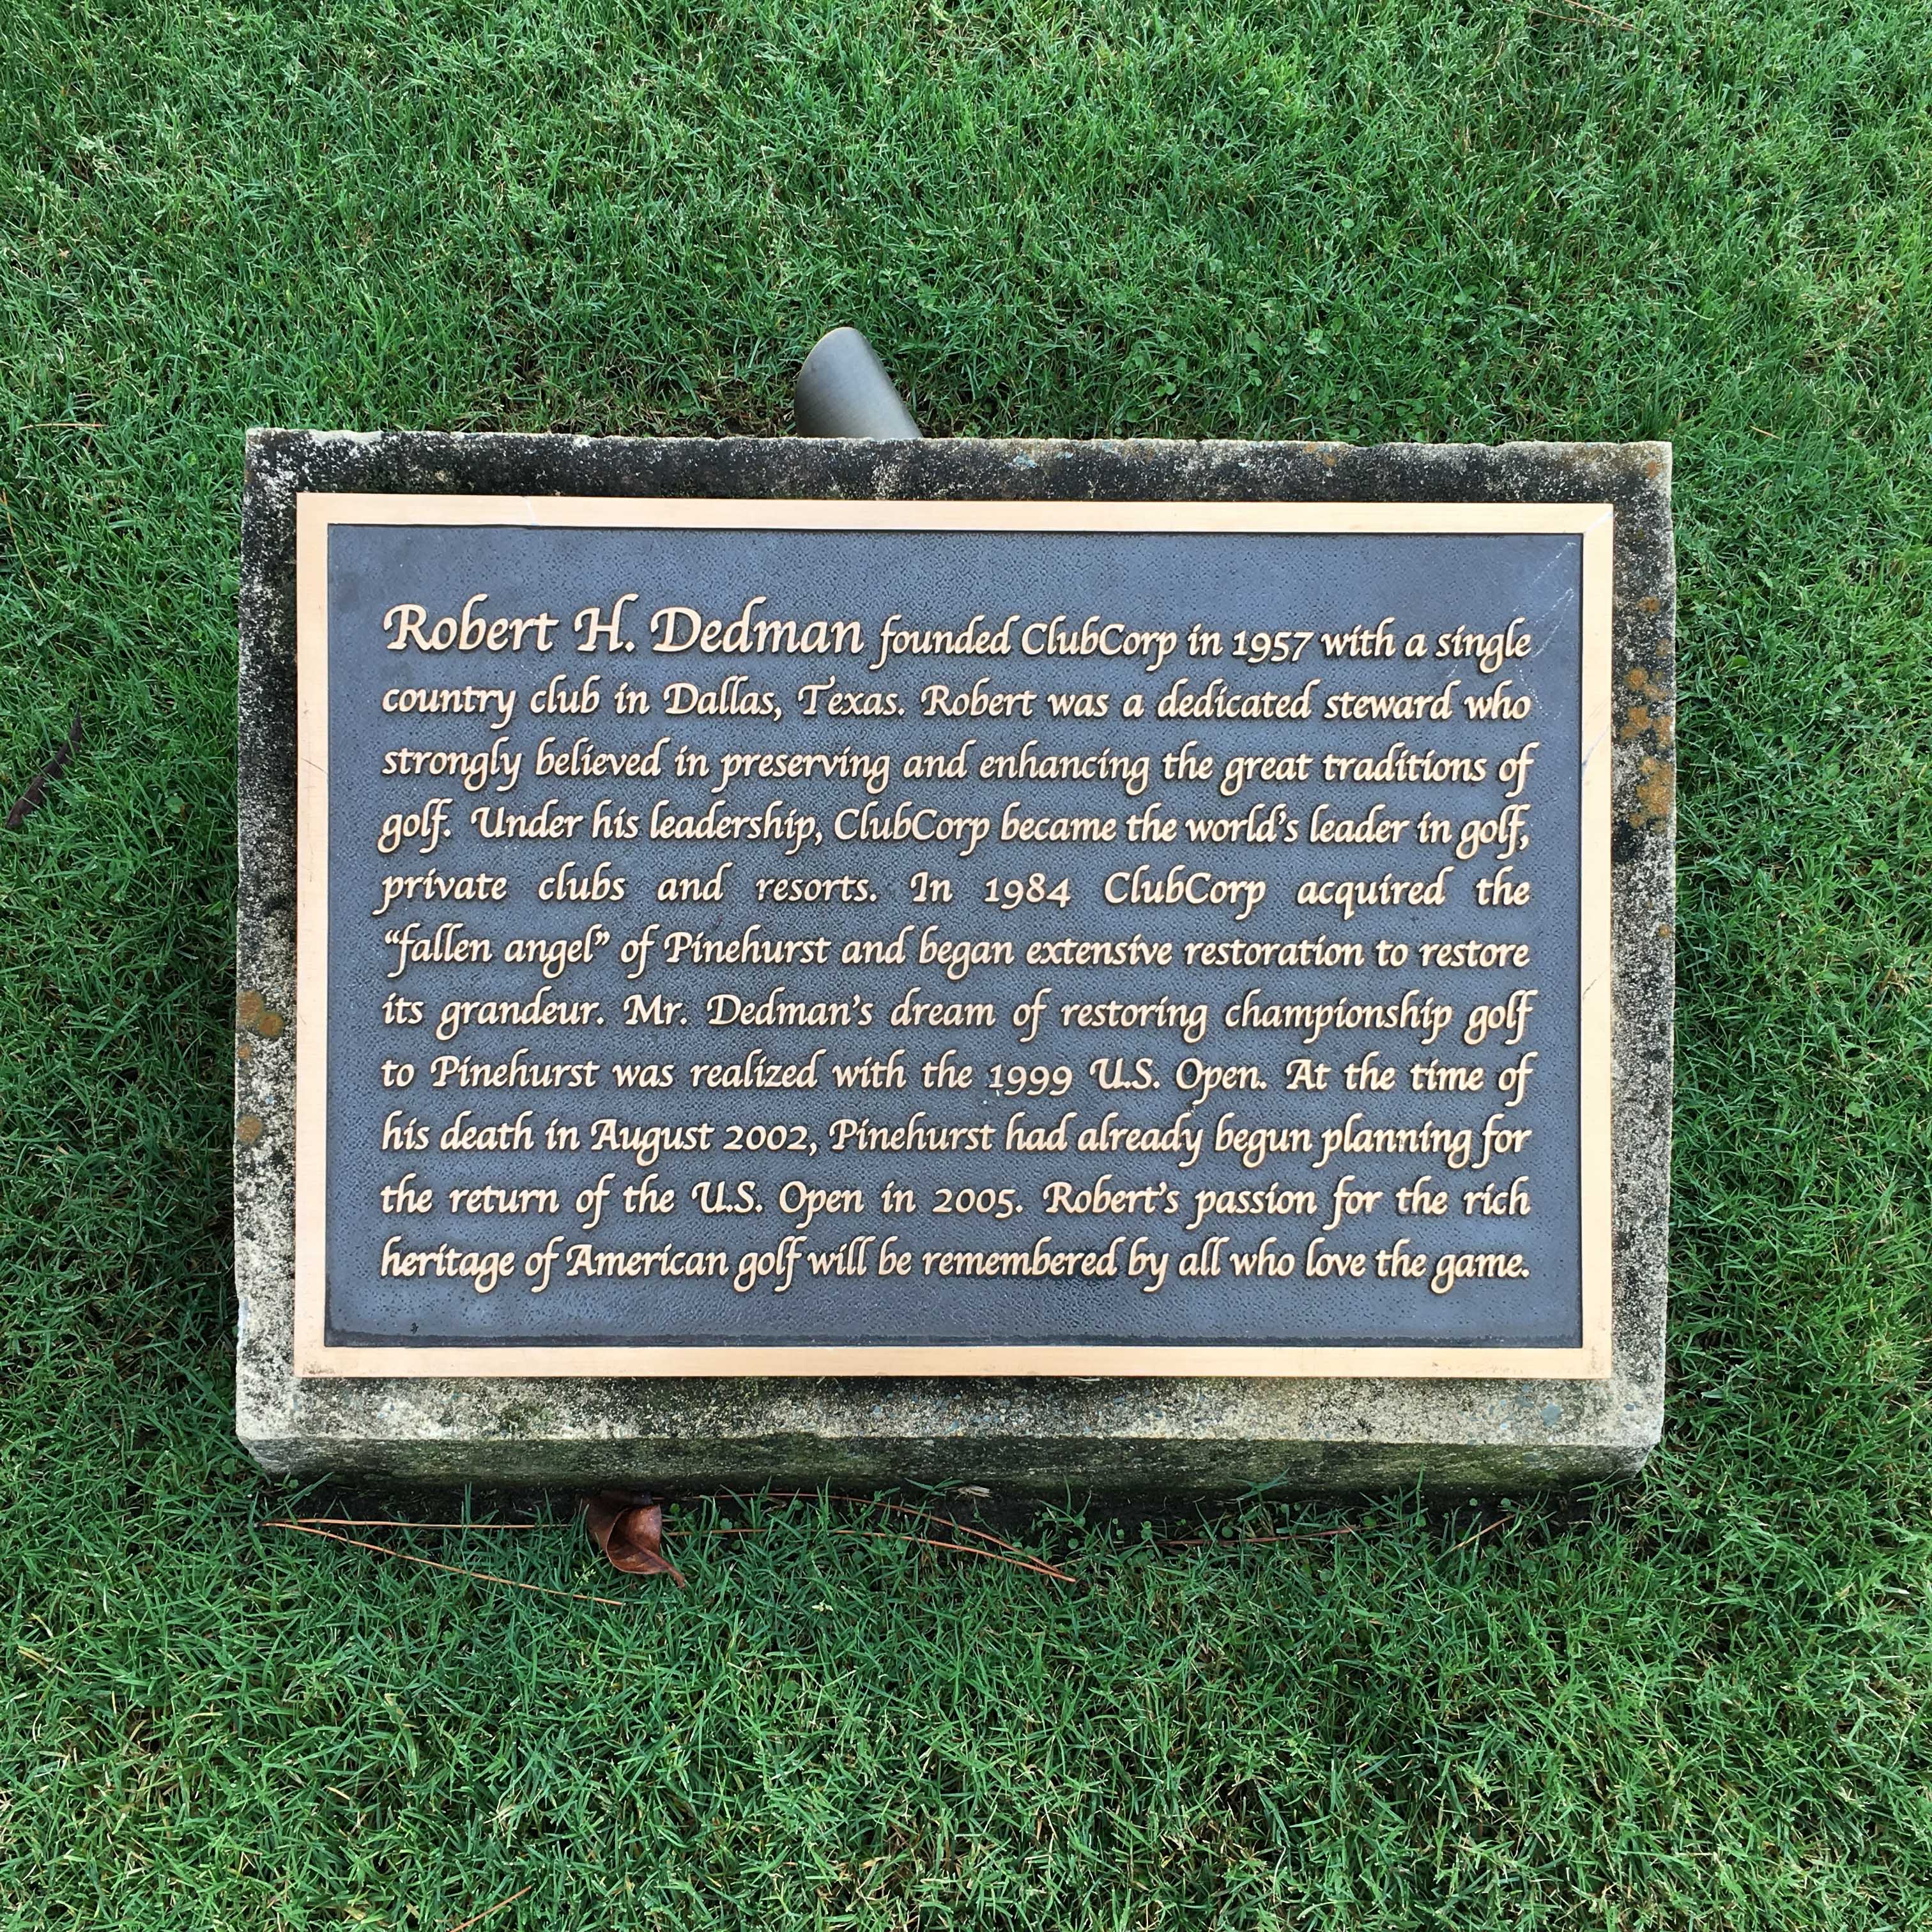 Robert H. Dedman founded ClubCorp in 1957 with a single
country club in Dallas, Texas. Robert was a dedicated steward who
strongly believed in preserving and enhancing the great traditions of
golf. Under his leadership, ClubCorp became the world's leader in golf,
private clubs and resorts. In 1984 ClubCorp acquired the
“fallen angel” of Pinehurst and began extensive restoration to restore
its grandeur. Mr. Dedman's dream of restoring championship golf
to Pinehurst was realized with the 1999 U.S. Open. At the time of
his death in August 2002, Pinehurst had already begun planning for
the return of the U.S. Open in 2005. Robert's passion for the rich
heritage of American golf will be remembered by all who love the game.